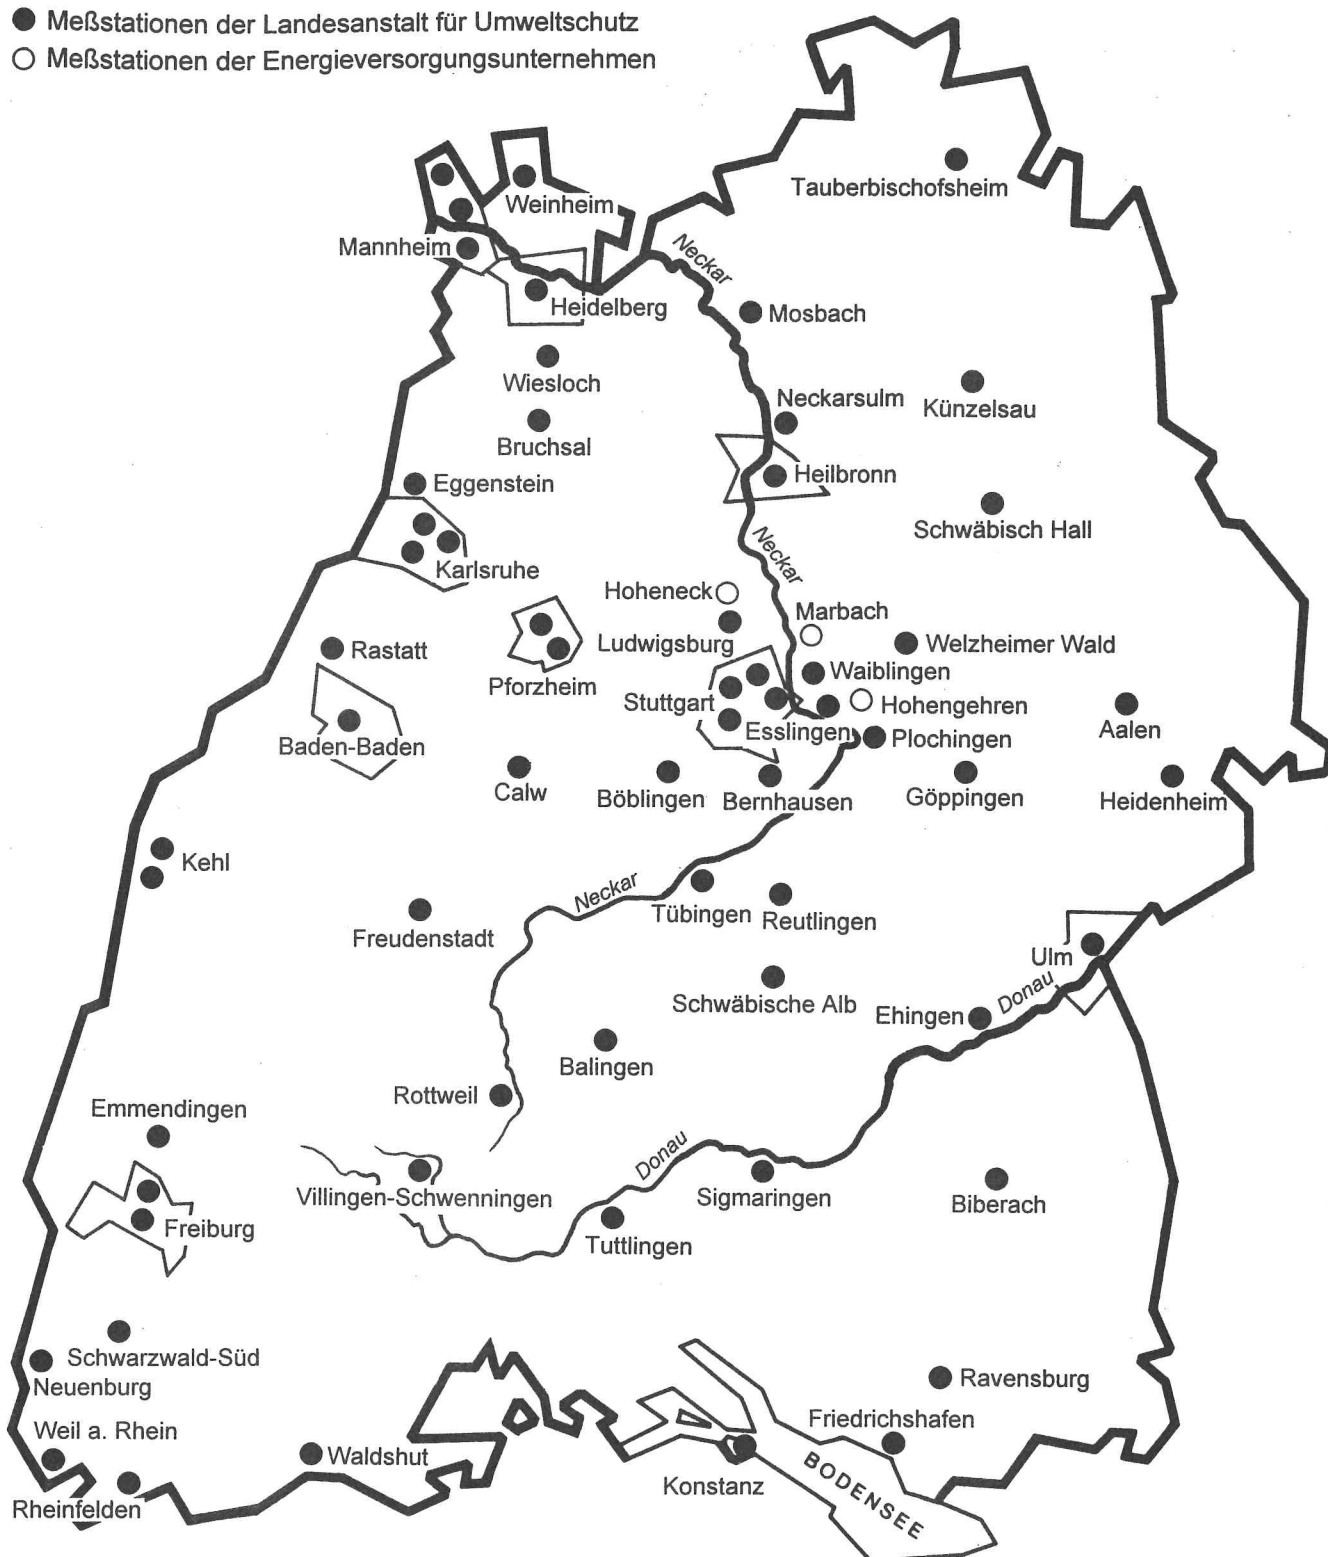 Meßstationen der Landesanstalt für Umweltschutz
Meßstationen der Energieversorgungsunternehmen
Tauberbischofsheim
Weinheim
Mannheim
Neckar
Heidelberg
Mosbach
Wiesloch
Neckarsulm
Künzelsau
Bruchsal
Heilbronn
Eggenstein
Schwäbisch Hall
Neckar
Karlsruhe
Hoheneck
Marbach
Rastatt
Ludwigsburg
Welzheimer Wald
Pforzheim
Waiblingen
Stuttgart
Hohengehren
Esslingen
Aalen
Baden-Baden
Plochingen
Calw
Böblingen
Bernhausen
Göppingen
Heidenheim
Kehl
Neckar
Tübingen
Reutlingen
Freudenstadt
Ulm
Schwäbische Alb
Donau
Ehingen
Balingen
Rottweil
Emmendingen
Donau
Villingen-Schwenningen
Sigmaringen
Biberach
Freiburg
Tuttlingen
Schwarzwald-Süd
Neuenburg
Ravensburg
Friedrichshafen
Weil a. Rhein
Waldshut
Konstanz
BODENSEE
Rheinfelden